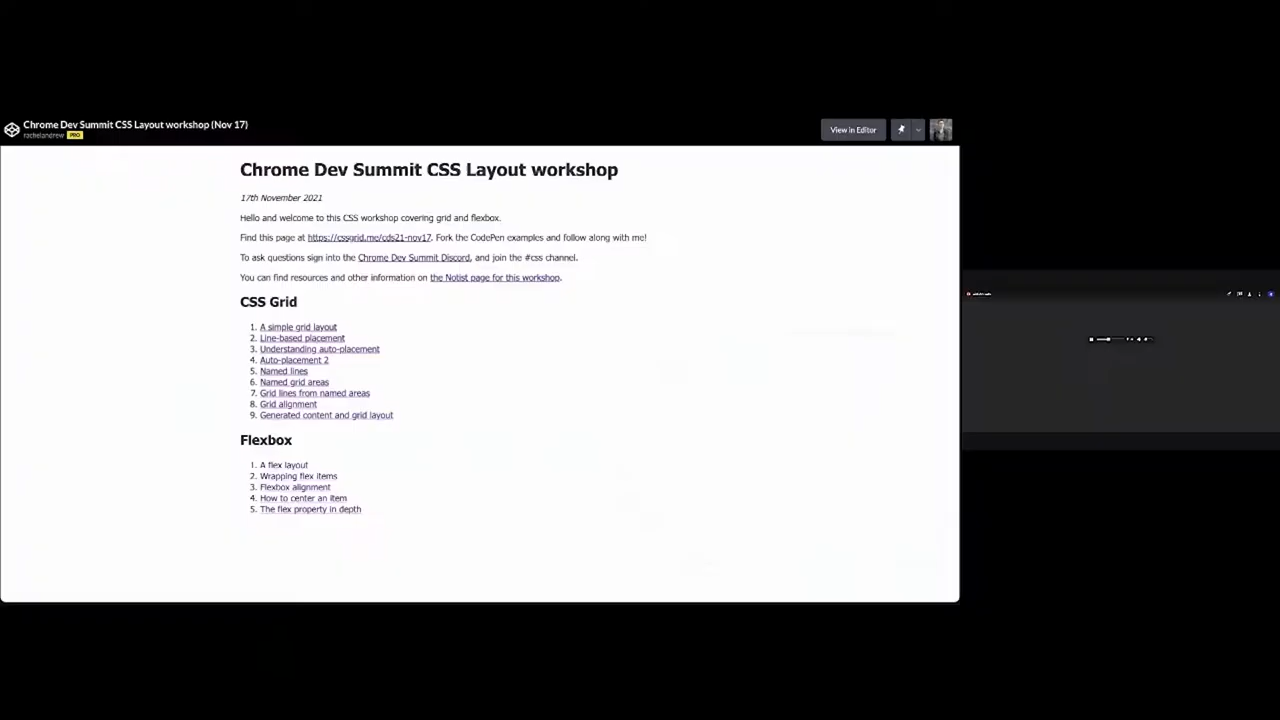 Chrome Dev Summit CSS Layout workshop (Nov 17)
rachelandrew PRO
View in Editor
Chrome Dev Summit CSS Layout workshop
17th November 2021
Hello and welcome to this CSS workshop covering grid and flexbox.
Find this page at https://cssgrid.me/cds21-nov17. Fork the CodePen examples and follow along with me!
To ask questions sign into the Chrome Dev Summit Discord, and join the #css channel.
You can find resources and other information on the Notist page for this workshop.
CSS Grid
1. A simple grid layout
2. Line-based placement
3. Understanding auto-placement
4. Auto-placement 2
5. Named lines
6. Named grid areas
7. Grid lines from named areas
8. Grid alignment
9. Generated content and grid layout
Flexbox
1. A flex layout
2. Wrapping flex items
3. Flexbox alignment
4. How to center an item
5. The flex property in depth